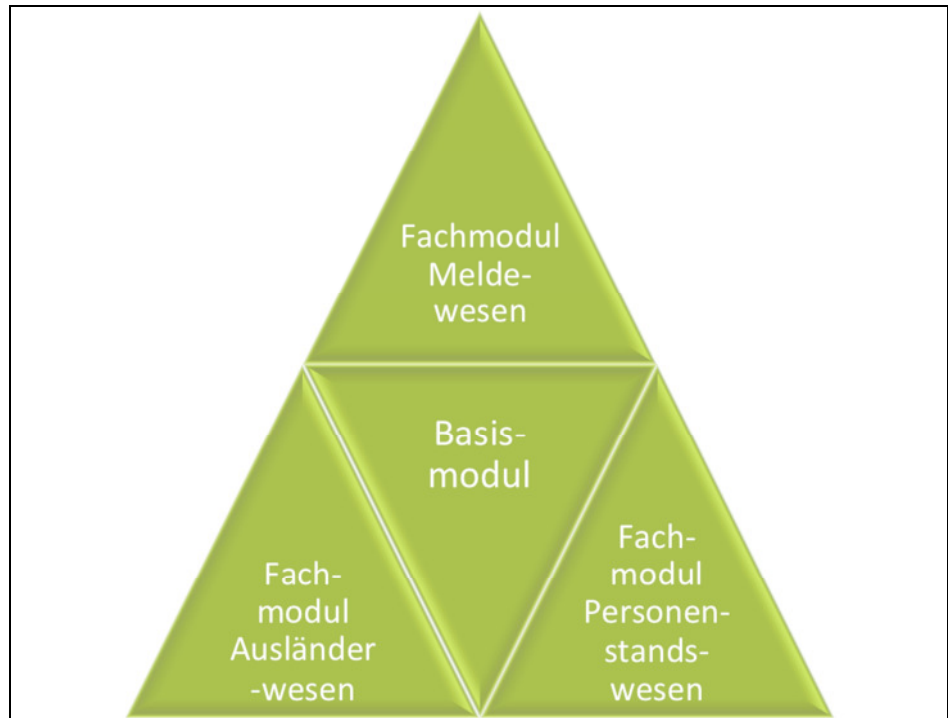 Fachmodul
Melde-
wesen
Basis-
modul
Fach-
modul
Ausländer
-wesen
Fach-
modul
Personen-
stands-
wesen